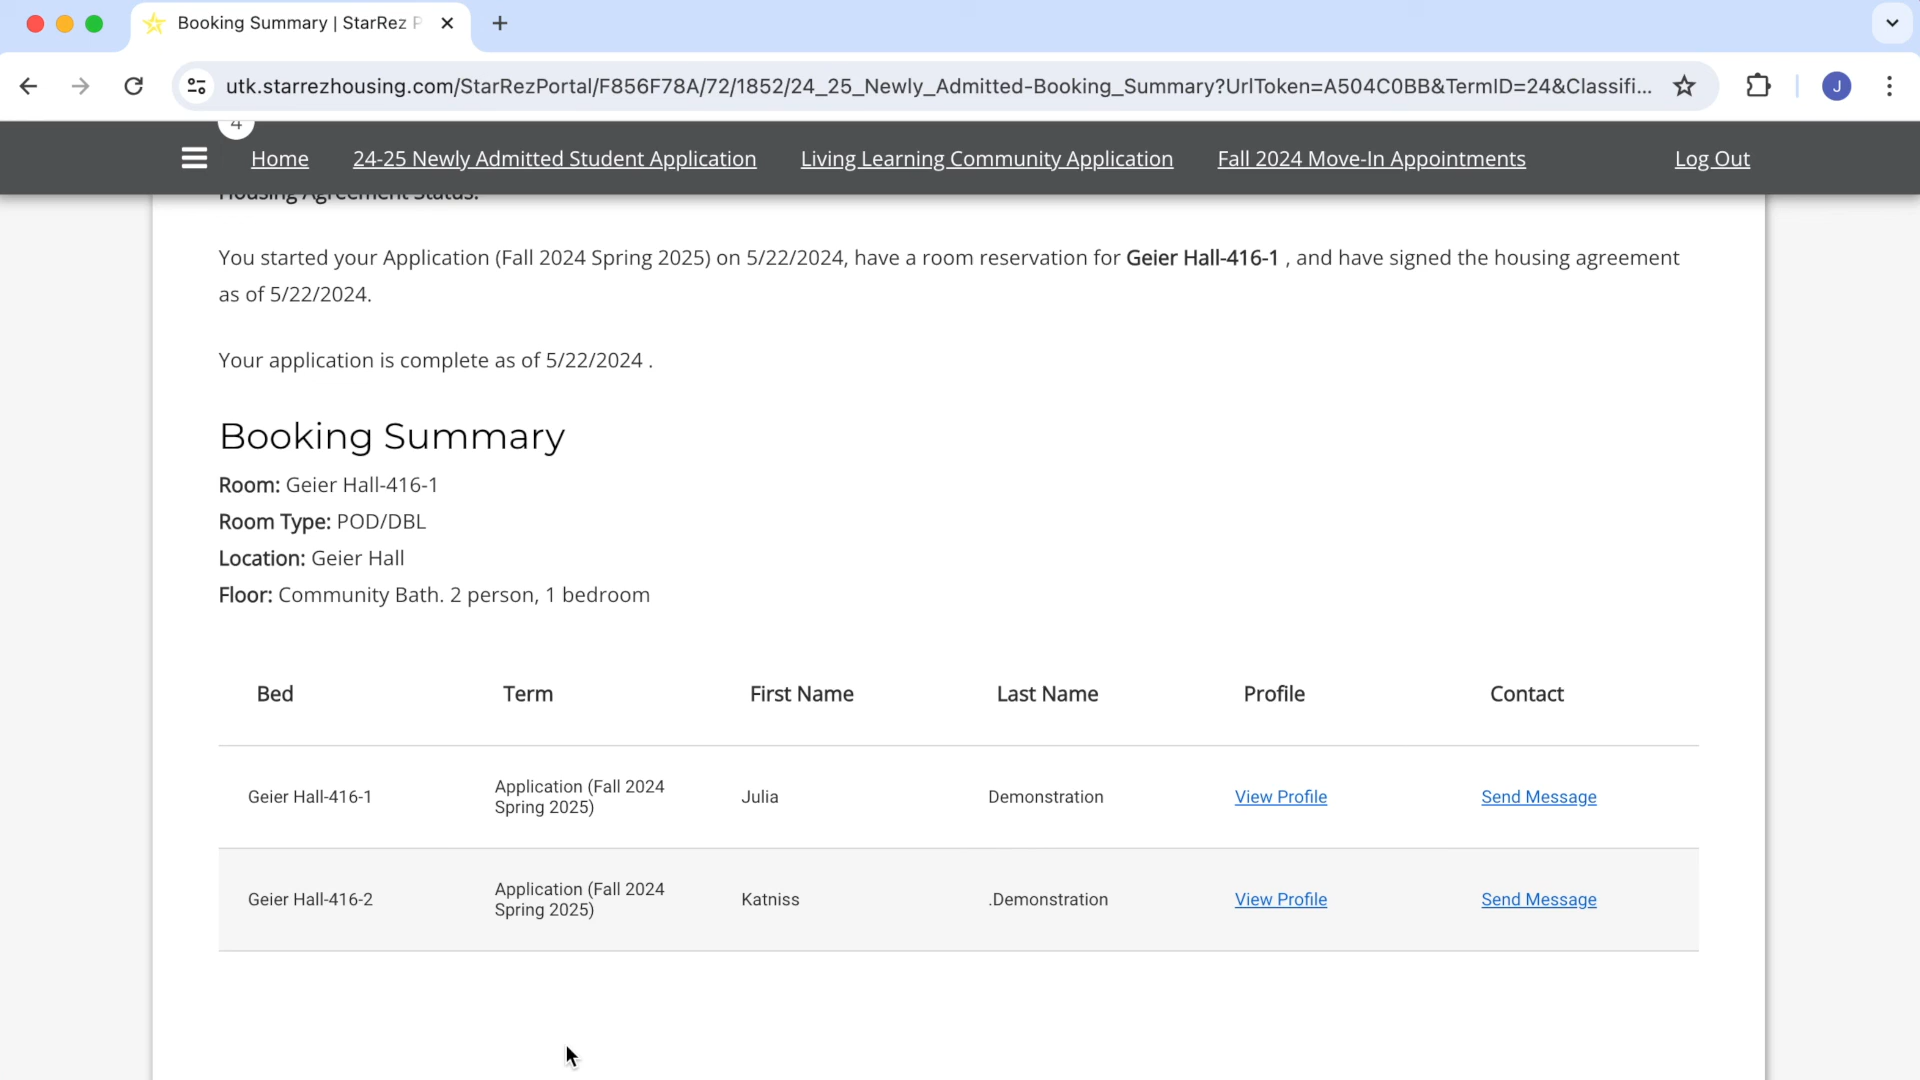 Booking Summary | StarRez P
utk.starrezhousing.com/StarRezPortal/F856F78A/72/1852/24_25_Newly_Admitted-Booking_Summary?UrlToken=A504C0BB&TermID=24&Classifi...
J
4
Home 24-25 Newly Admitted Student Application Living Learning Community Application Fall 2024 Move-In Appointments Log Out
Housing Agreement Status:
You started your Application (Fall 2024 Spring 2025) on 5/22/2024, have a room reservation for Geier Hall-416-1 , and have signed the housing agreement
as of 5/22/2024.
Your application is complete as of 5/22/2024 .
Booking Summary
Room: Geier Hall-416-1
Room Type: POD/DBL
Location: Geier Hall
Floor: Community Bath. 2 person, 1 bedroom
Bed Term First Name Last Name Profile Contact
Geier Hall-416-1 Application (Fall 2024 Spring 2025) Julia Demonstration View Profile Send Message
Geier Hall-416-2 Application (Fall 2024 Spring 2025) Katniss .Demonstration View Profile Send Message